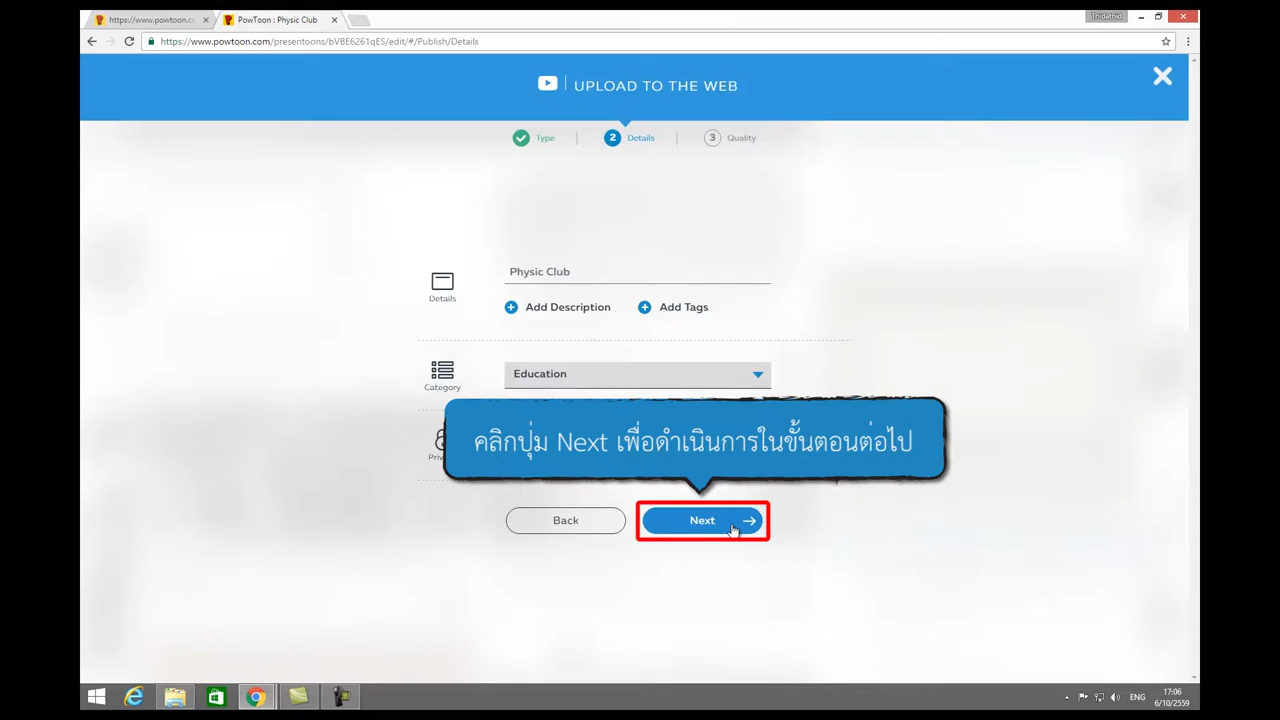 https://www.powtoon.c
PowToon : Physic Club
Thidathid
https://www.powtoon.com/presentoons/bVBE6261qES/edit/#/Publish/Details
UPLOAD TO THE WEB
Type
2 Details
3 Quality
Physic Club
Details
Add Description
Add Tags
Education
Category
คลิกปุ่ม Next เพื่อดำเนินการในขั้นตอนต่อไป
Back
Next
ENG
17:06
6/10/2559